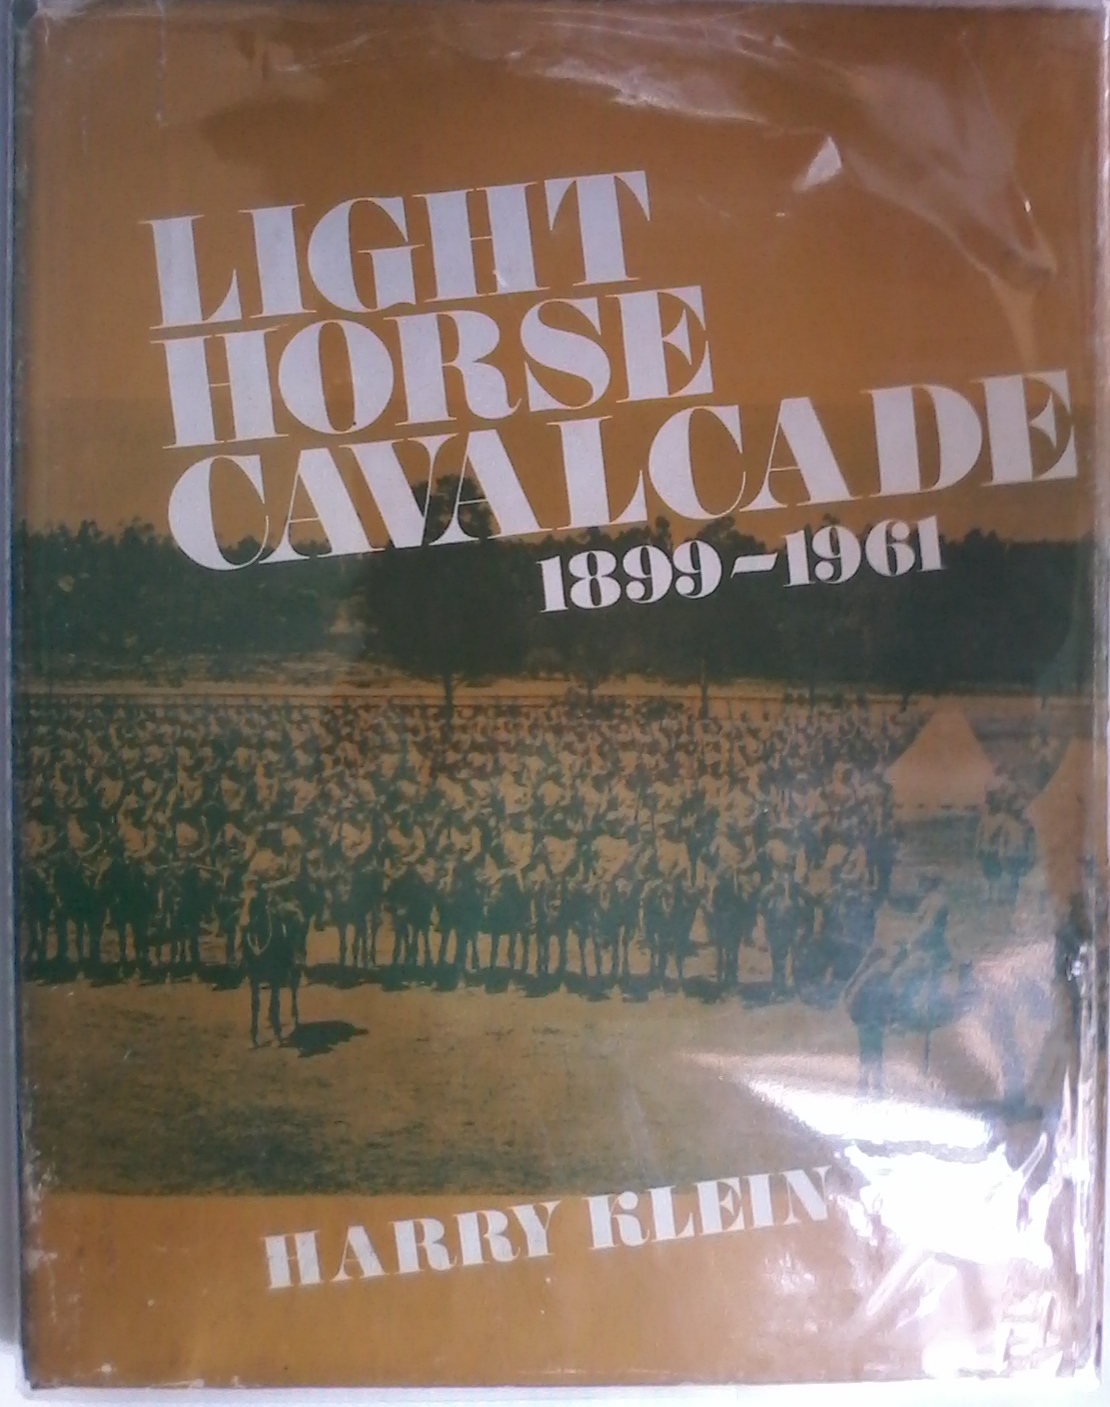 LIGHT
HORSE
CAVALCADE
1899-1961
HARRY KLEIN